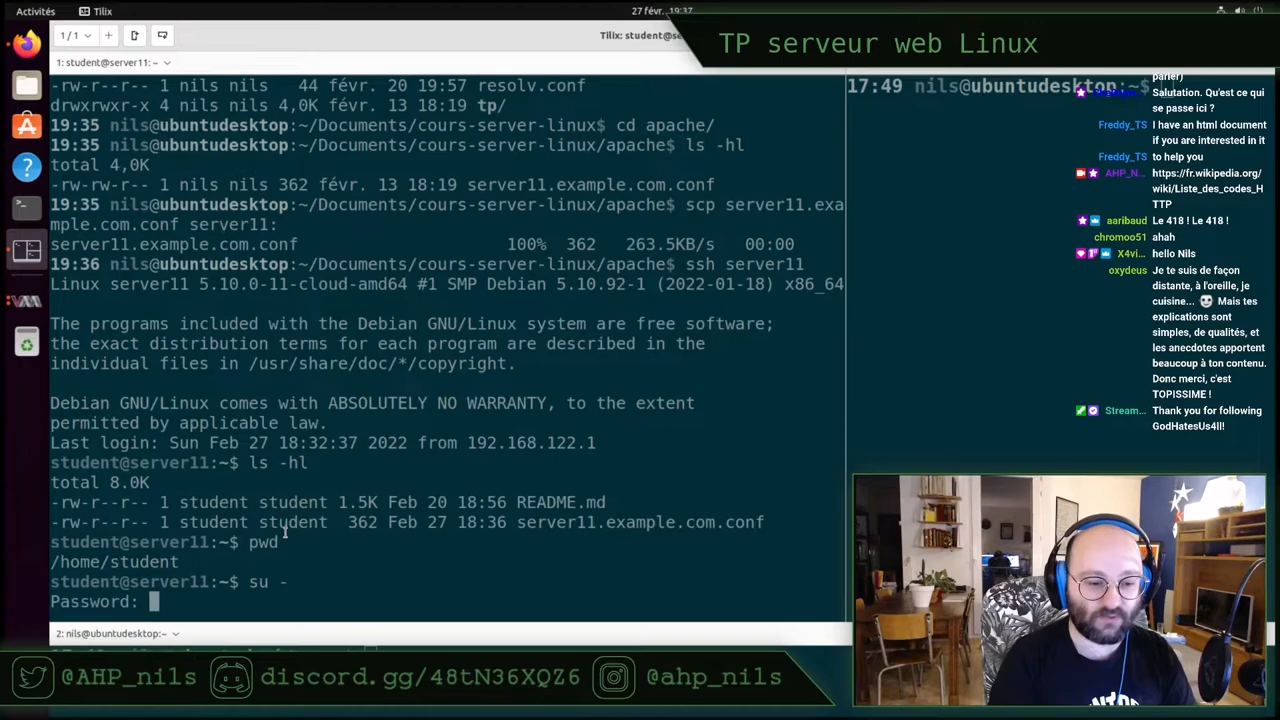 Activités
Tilix
27 févr. 19:37
1 / 1
Tilix: student@se
TP serveur web Linux
1: student@server11: ~
-rw-r--r-- 1 nils nils   44 févr. 20 19:57 resolv.conf
drwxrwxr-x 4 nils nils 4,0K févr. 13 18:19 tp/
19:35 nils@ubuntudesktop:~/Documents/cours-server-linux$ cd apache/
19:35 nils@ubuntudesktop:~/Documents/cours-server-linux/apache$ ls -hl
total 4,0K
-rw-r--r-- 1 nils nils 362 févr. 13 18:19 server11.example.com.conf
19:35 nils@ubuntudesktop:~/Documents/cours-server-linux/apache$ scp server11.exa
mple.com.conf server11:
server11.example.com.conf 100% 362 263.5KB/s 00:00
19:36 nils@ubuntudesktop:~/Documents/cours-server-linux/apache$ ssh server11
Linux server11 5.10.0-11-cloud-amd64 #1 SMP Debian 5.10.92-1 (2022-01-18) x86_64
The programs included with the Debian GNU/Linux system are free software;
the exact distribution terms for each program are described in the
individual files in /usr/share/doc/*/copyright.
Debian GNU/Linux comes with ABSOLUTELY NO WARRANTY, to the extent
permitted by applicable law.
Last login: Sun Feb 27 18:32:37 2022 from 192.168.122.1
student@server11:~$ ls -hl
total 8.0K
-rw-r--r-- 1 student student 1.5K Feb 20 18:56 README.md
-rw-r--r-- 1 student student  362 Feb 27 18:36 server11.example.com.conf
student@server11:~$ pwd
/home/student
student@server11:~$ su -
Password:
2: nils@ubuntudesktop:~
17:49 nils@ubuntudesktop:~$
parler)
Salutation. Qu'est ce qui
se passe ici ?
Freddy_TS I have an html document
if you are interested in it
Freddy_TS to help you
AHP_N... https://fr.wikipedia.org/
wiki/Liste_des_codes_H
TTP
aaribaud Le 418 ! Le 418 !
chromoo51 ahah
X4vi... hello Nils
oxydeus Je te suis de façon
distante, à l'oreille, je
cuisine... Mais tes
explications sont
simples, de qualités, et
les anecdotes apportent
beaucoup à ton contenu.
Donc merci, c'est
TOPISSIME !
Stream... Thank you for following
GodHatesUs4ll!
@AHP_nils
discord.gg/48tN36XQZ6
@ahp_nils